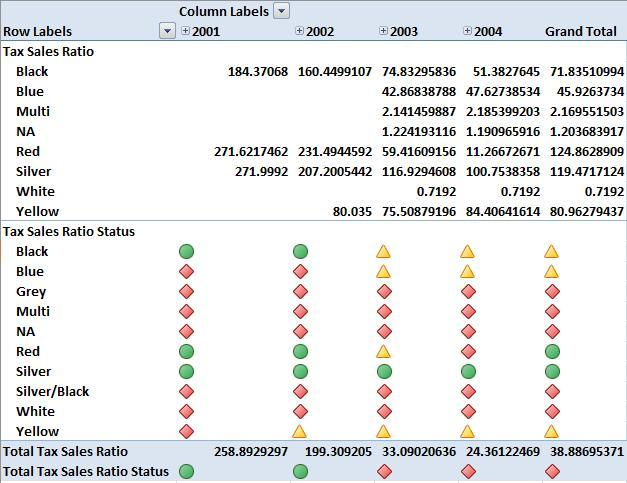 Column Labels
Row Labels 2001 2002 2003 2004 Grand Total
Tax Sales Ratio
Black 184.37068 160.4499107 74.83295836 51.3827645 71.83510994
Blue 42.86838788 47.62738534 45.9263734
Multi 2.141459887 2.185399203 2.169551503
NA 1.224193116 1.190965916 1.203683917
Red 271.6217462 231.4944592 59.41609156 11.26672671 124.8628909
Silver 271.9992 207.2005442 116.9294608 100.7538358 119.4717124
White 0.7192 0.7192 0.7192
Yellow 80.035 75.50879196 84.40641614 80.96279437
Tax Sales Ratio Status
Black
Blue
Grey
Multi
NA
Red
Silver
Silver/Black
White
Yellow
Total Tax Sales Ratio 258.8929297 199.309205 33.09020636 24.36122469 38.88695371
Total Tax Sales Ratio Status